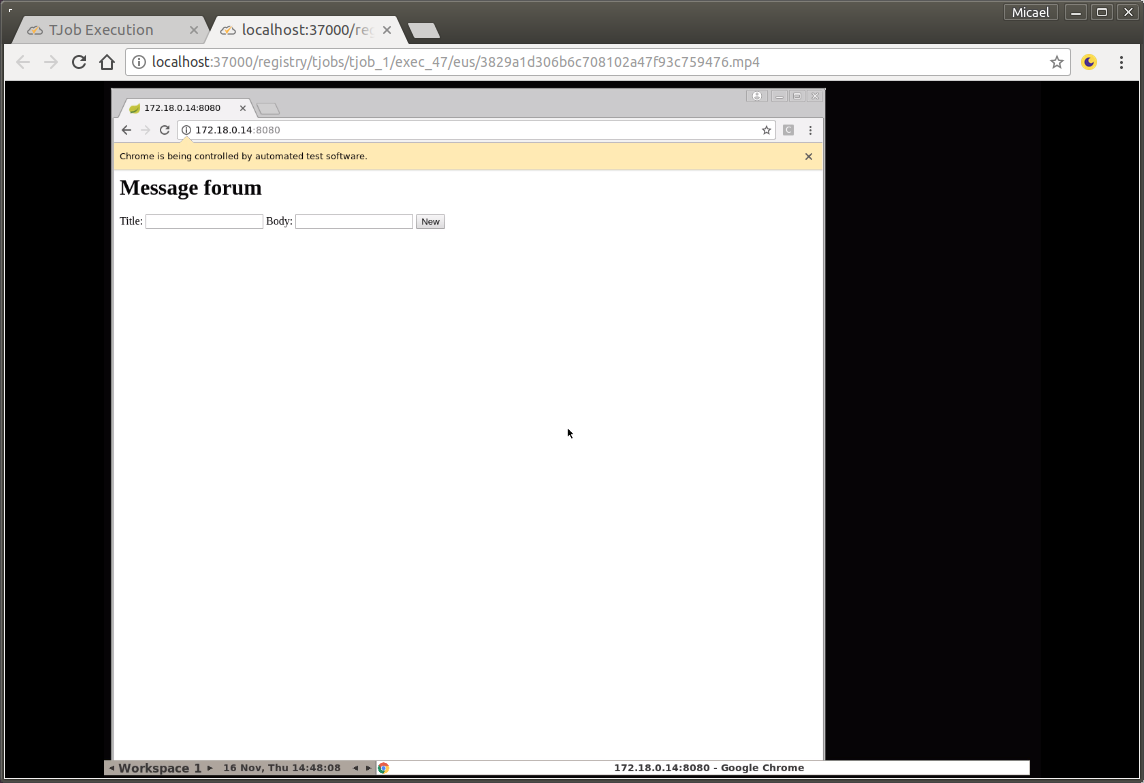 Micael
TJob Execution
localhost:37000/reg
localhost:37000/registry/tjobs/tjob_1/exec_47/eus/3829a1d306b6c708102a47f93c759476.mp4
172.18.0.14:8080
172.18.0.14:8080
C
Chrome is being controlled by automated test software.
Message forum
Title: Body: New
Workspace 1 16 Nov, Thu 14:48:08 172.18.0.14:8080 - Google Chrome